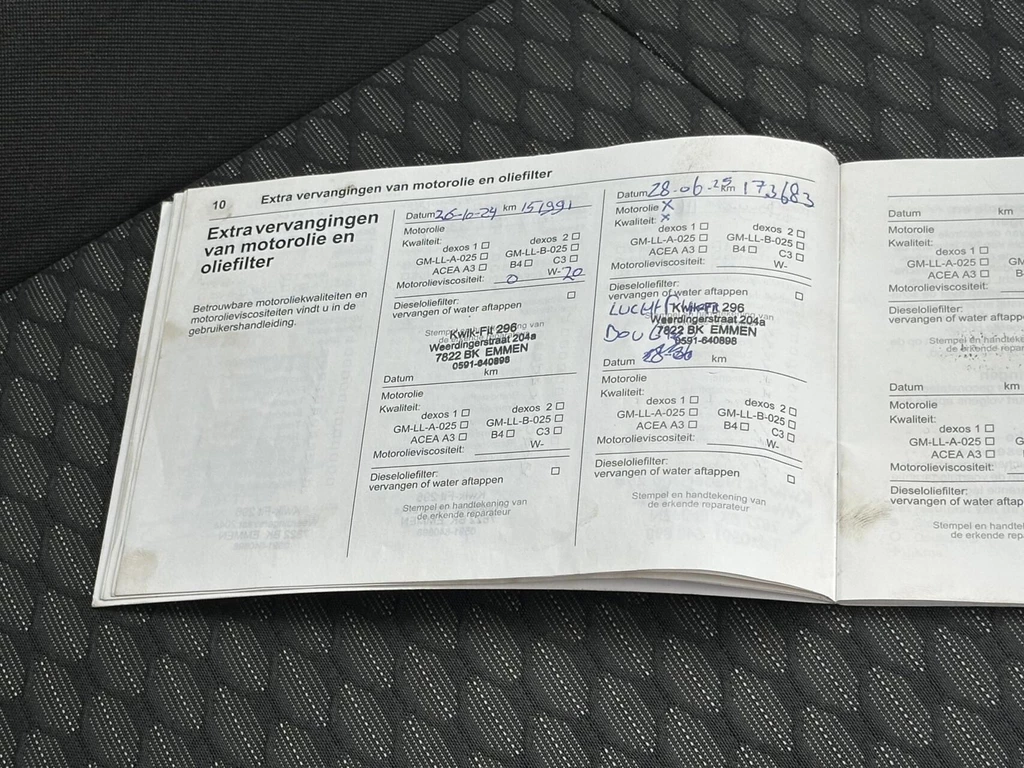 10 Extra vervangingen van motorolie en oliefilter
Extra vervangingen
van motorolie en
oliefilter
Betrouwbare motoroliekwaliteiten en
motorolieviscositeiten vindt u in de
gebruikershandleiding.
Datum 26-10-24 km 151991
Motorolie
Kwaliteit:
dexos 1 dexos 2
GM-LL-A-025 GM-LL-B-025
ACEA A3 B4 C3
Motorolieviscositeit: 0 W-20
Dieseloliefilter:
vervangen of water aftappen
Kwik-Fit 296
Weerdingerstraat 204a
7822 BK EMMEN
0591-640898
Datum km
Motorolie
Kwaliteit:
dexos 1 dexos 2
GM-LL-A-025 GM-LL-B-025
ACEA A3 B4 C3
Motorolieviscositeit: W-
Dieseloliefilter:
vervangen of water aftappen
Stempel en handtekening van
de erkende reparateur
Datum 28-06-25 km 173683
Motorolie X
Kwaliteit: X
dexos 1 dexos 2
GM-LL-A-025 GM-LL-B-025
ACEA A3 B4 C3
Motorolieviscositeit: W-
Dieseloliefilter:
vervangen of water aftappen
Kwik-Fit 296
Weerdingerstraat 204a
7822 BK EMMEN
0591-640898
Datum km
Motorolie
Kwaliteit:
dexos 1 dexos 2
GM-LL-A-025 GM-LL-B-025
ACEA A3 B4 C3
Motorolieviscositeit: W-
Dieseloliefilter:
vervangen of water aftappen
Stempel en handtekening van
de erkende reparateur
Datum km
Motorolie
Kwaliteit:
dexos 1
GM-LL-A-025 G
ACEA A3
Motorolieviscositeit:
Dieseloliefilter:
vervangen of water aftapp
Stempel en handteke
de erkende rep
Datum km
Motorolie
Kwaliteit:
dexos 1
GM-LL-A-025 G
ACEA A3
Motorolieviscositeit:
Dieseloliefilter:
vervangen of water aftap
Stempel en handtel
de erkende rep